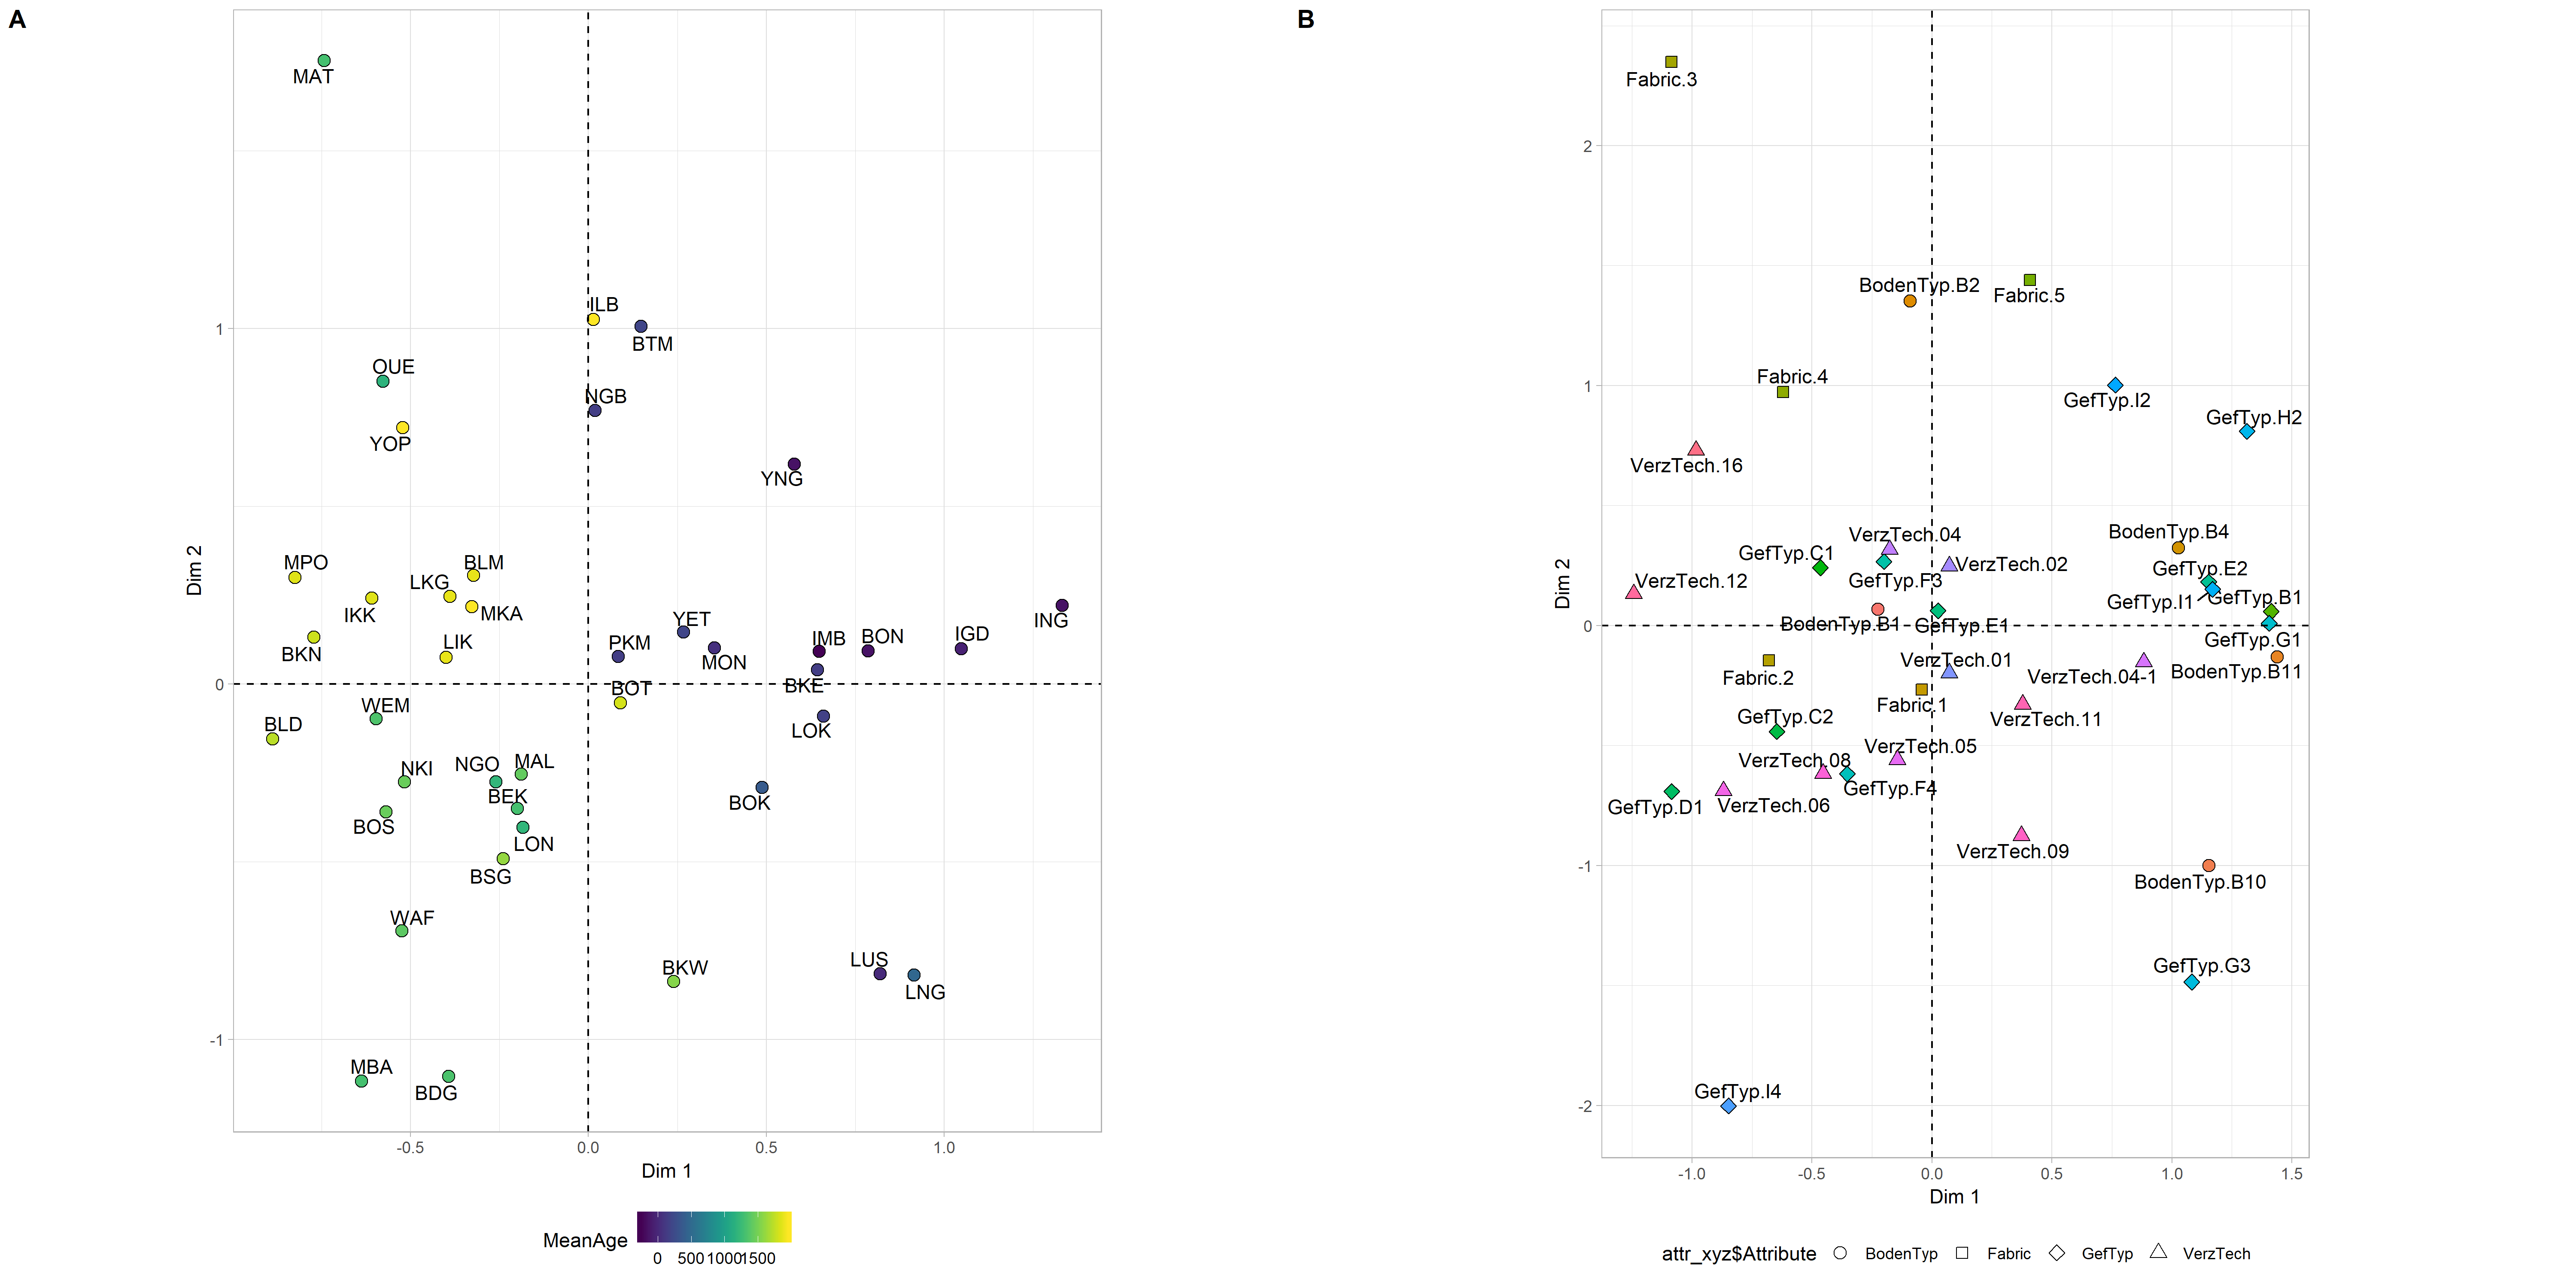 A
MAT
ILB
BTM
OUE
NGB
YOP
YNG
MPO
BLM
LKG
IKK
MKA
ING
YET
IMB
BON
IGD
PKM
LIK
BKN
MON
BKE
BOT
WEM
BLD
LOK
NKI
NGO
MAL
BEK
BOK
BOS
LON
BSG
WAF
BKW
LUS
LNG
MBA
BDG
1
0
-1
Dim 2
-0.5
0.0
0.5
1.0
Dim 1
MeanAge
0
500
1000
1500
B
Fabric.3
BodenTyp.B2
Fabric.5
Fabric.4
GefTyp.I2
GefTyp.H2
VerzTech.16
VerzTech.04
BodenTyp.B4
GefTyp.C1
VerzTech.02
GefTyp.E2
VerzTech.12
GefTyp.F3
GefTyp.I1
GefTyp.B1
BodenTyp.B1
GefTyp.E1
GefTyp.G1
VerzTech.01
Fabric.2
VerzTech.04-1
BodenTyp.B11
Fabric.1
GefTyp.C2
VerzTech.11
VerzTech.05
VerzTech.08
GefTyp.F4
GefTyp.D1
VerzTech.06
VerzTech.09
BodenTyp.B10
GefTyp.G3
GefTyp.I4
2
1
0
-1
-2
Dim 2
-1.0
-0.5
0.0
0.5
1.0
1.5
Dim 1
attr_xyz$Attribute
BodenTyp
Fabric
GefTyp
VerzTech